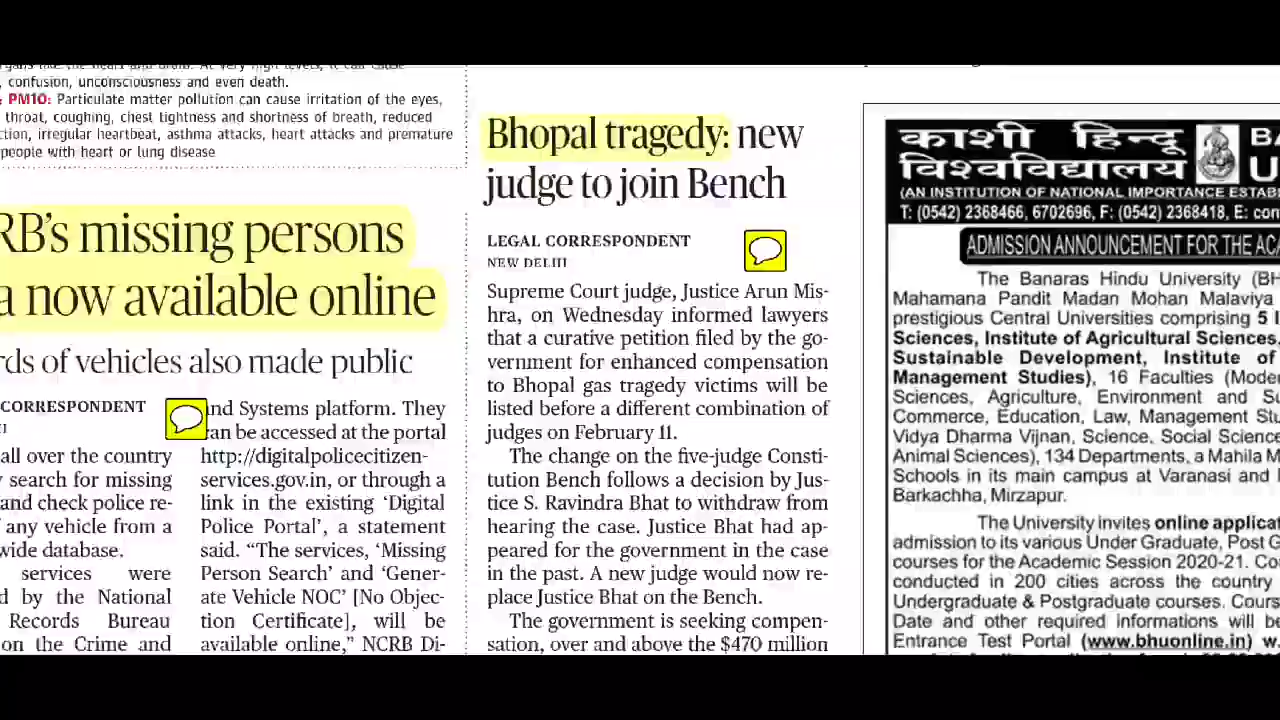 confusion, unconsciousness and even death.
PM10: Particulate matter pollution can cause irritation of the eyes,
throat, coughing, chest tightness and shortness of breath, reduced
irregular heartbeat, asthma attacks, heart attacks and premature
people with heart or lung disease
missing persons
now available online
of vehicles also made public
CORRESPONDENT
all over the country
search for missing
and check police re-
any vehicle from a
wide database.
services were
by the National
Records Bureau
on the Crime and
and Systems platform. They
can be accessed at the portal
http://digitalpolicecitizen-
services.gov.in, or through a
link in the existing ‘Digital
Police Portal’, a statement
said. “The services, ‘Missing
Person Search’ and ‘Gener-
ate Vehicle NOC’ [No Objec-
tion Certificate], will be
available online,” NCRB Di-
Bhopal tragedy: new
judge to join Bench
LEGAL CORRESPONDENT
NEW DELHI
Supreme Court judge, Justice Arun Mis-
hra, on Wednesday informed lawyers
that a curative petition filed by the go-
vernment for enhanced compensation
to Bhopal gas tragedy victims will be
listed before a different combination of
judges on February 11.
The change on the five-judge Consti-
tution Bench follows a decision by Jus-
tice S. Ravindra Bhat to withdraw from
hearing the case. Justice Bhat had ap-
peared for the government in the case
in the past. A new judge would now re-
place Justice Bhat on the Bench.
The government is seeking compen-
sation, over and above the $470 million
काशी हिन्दू
विश्वविद्यालय
(AN INSTITUTION OF NATIONAL IMPORTANCE
T: (0542) 2368466, 6702696, F: (0542) 2368418, E:
ADMISSION ANNOUNCEMENT FOR THE
The Banaras Hindu University
Mahamana Pandit Madan Mohan Malaviya
prestigious Central Universities comprising 5
Sciences, Institute of Agricultural Sciences,
Sustainable Development, Institute of
Management Studies), 16 Faculties
Sciences, Agriculture, Environment and
Commerce, Education, Law, Management
Vidya Dharma Vijnan, Science, Social
Animal Sciences), 134 Departments, a Mahila
Schools in its main campus at Varanasi and
Barkachha, Mirzapur.
The University invites online
admission to its various Under Graduate, Post
courses for the Academic Session 2020-21.
conducted in 200 cities across the country
Undergraduate & Postgraduate courses.
Date and other required informations will be
Entrance Test Portal (www.bhuonline.in)